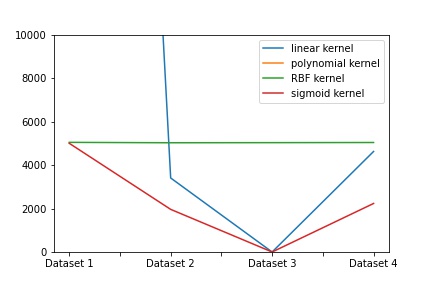 10000
8000
6000
4000
2000
0
linear kernel
polynomial kernel
RBF kernel
sigmoid kernel
Dataset 1 Dataset 2 Dataset 3 Dataset 4